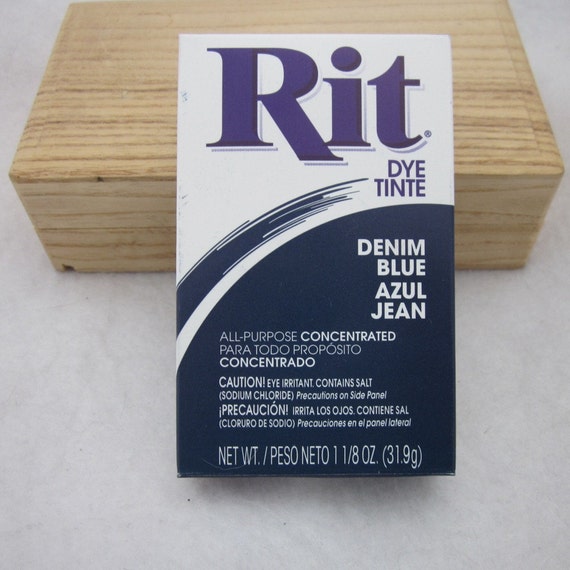 Rit®
DYE
TINTE
DENIM
BLUE
AZUL
JEAN
ALL-PURPOSE CONCENTRATED
PARA TODO PROPÓSITO
CONCENTRADO
CAUTION! EYE IRRITANT. CONTAINS SALT
(SODIUM CHLORIDE) Precautions on Side Panel
¡PRECAUCIÓN! IRRITA LOS OJOS. CONTIENE SAL
(CLORURO DE SODIO) Precauciones en el panel lateral
NET WT. / PESO NETO 1 1/8 OZ. (31.9g)